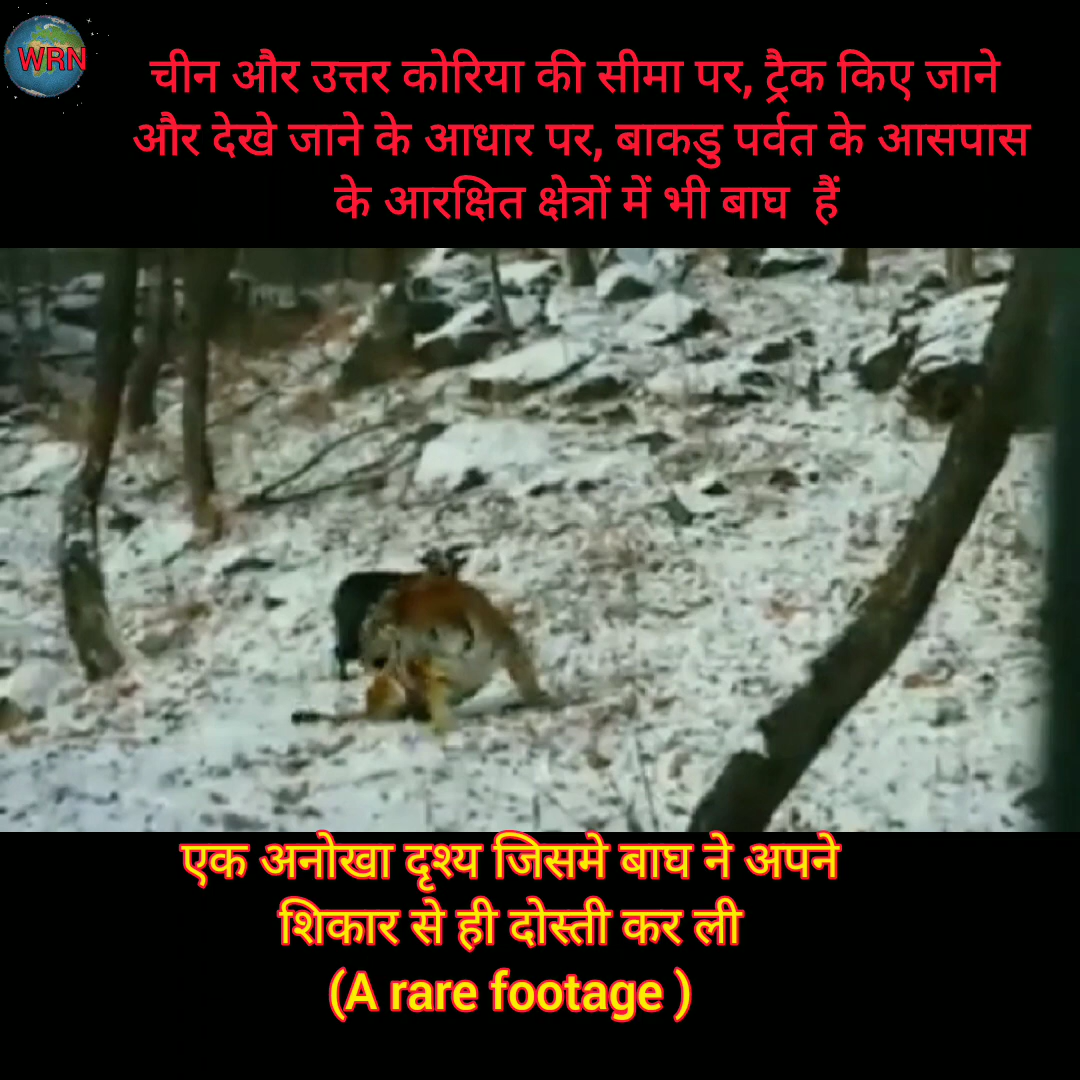 WRN
चीन और उत्तर कोरिया की सीमा पर, ट्रैक किए जाने
और देखे जाने के आधार पर, बाकडु पर्वत के आसपास
के आरक्षित क्षेत्रों में भी बाघ हैं
एक अनोखा दृश्य जिसमे बाघ ने अपने
शिकार से ही दोस्ती कर ली
(A rare footage )